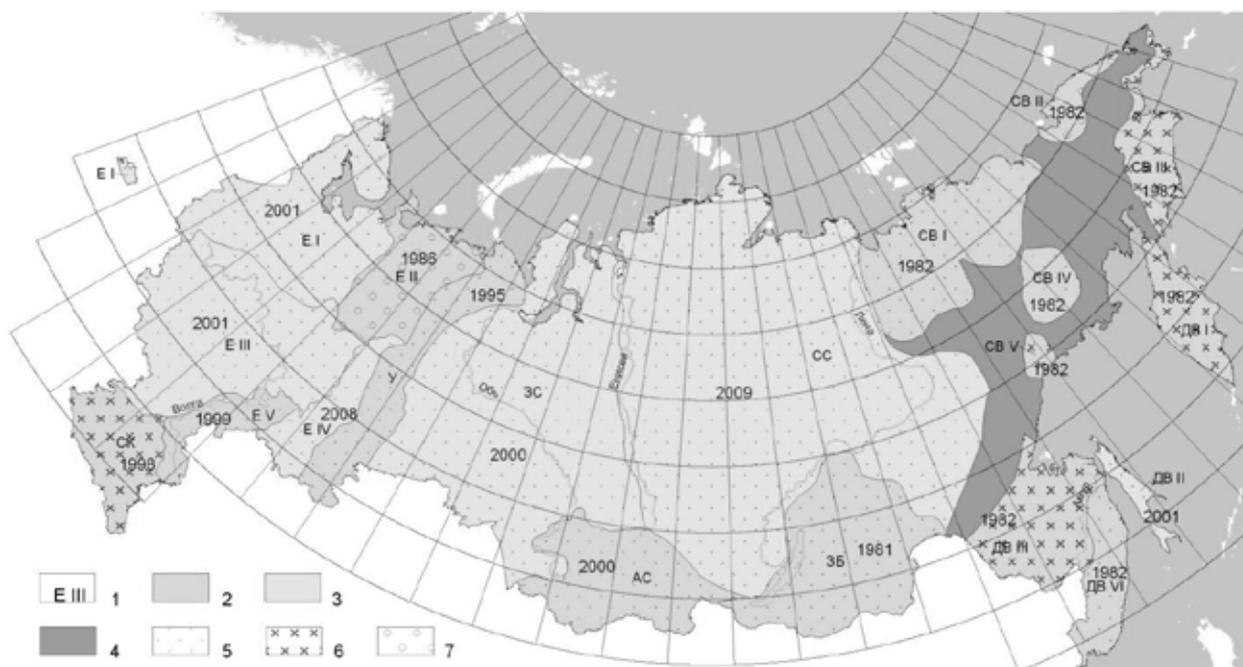 СВ II
1982
Е I
2001
Е I
СВ III
1982
1986
Е II
СВ I
1982
1995
СВ IV
1982
1982
ДВ I
2001
Е III
Лена
СВ V
1982
У
Обь
Енисей
ЗС
СС
2009
Волга
1999
Е V
2008
Е IV
СК
1993
2000
ДВ II
2001
1982
ДВ III
1982
ДВ VI
2000
АС
ЗБ
1981
Е III 1 2 3
4 5 6 7